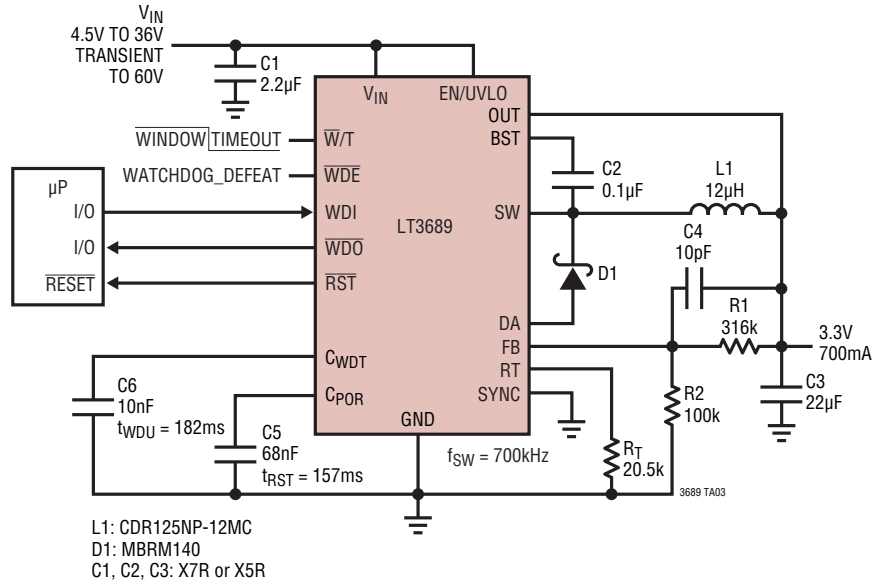 VIN
4.5V TO 36V
TRANSIENT
TO 60V
C1
2.2µF
VIN
EN/UVLO
OUT
BST
WINDOW TIMEOUT
W/T
WATCHDOG_DEFEAT
WDE
µP
I/O
WDI
I/O
WDO
RESET
RST
LT3689
SW
C2
0.1µF
L1
12µH
C4
10pF
D1
R1
316k
DA
FB
RT
SYNC
3.3V
700mA
CWDT
CPOR
GND
C6
10nF
tWDU = 182ms
C5
68nF
tRST = 157ms
fSW = 700kHz
RT
20.5k
R2
100k
C3
22µF
3689 TA03
L1: CDR125NP-12MC
D1: MBRM140
C1, C2, C3: X7R or X5R